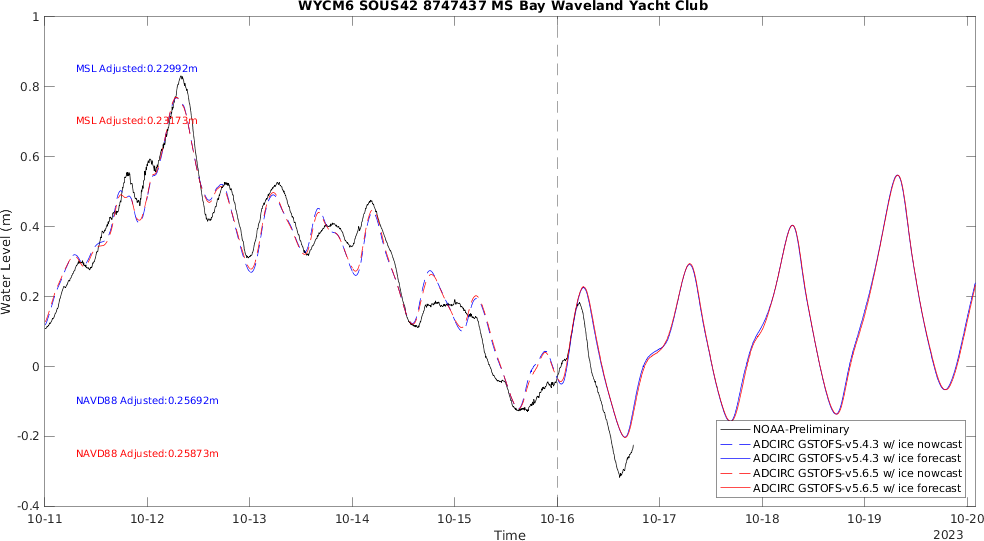 WYCM6 SOUS42 8747437 MS Bay Waveland Yacht Club
1
0.8
0.6
0.4
0.2
0
-0.2
-0.4
Water Level (m)
MSL Adjusted:0.22992m
MSL Adjusted:0.23173m
NAVD88 Adjusted:0.25692m
NAVD88 Adjusted:0.25873m
NOAA-Preliminary
ADCIRC GSTOFS-v5.4.3 w/ ice nowcast
ADCIRC GSTOFS-v5.4.3 w/ ice forecast
ADCIRC GSTOFS-v5.6.5 w/ ice nowcast
ADCIRC GSTOFS-v5.6.5 w/ ice forecast
10-11 10-12 10-13 10-14 10-15 10-16 10-17 10-18 10-19 10-20
Time
2023